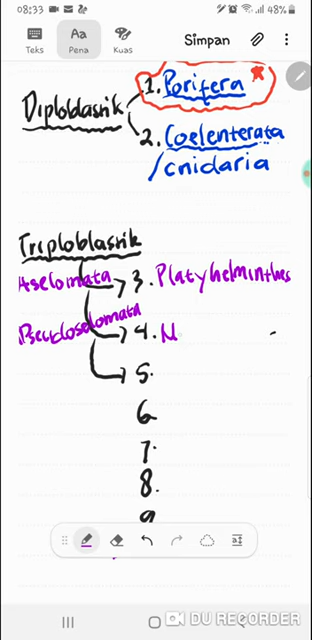 08:33 48%
Teks Aa Pena Kuas Simpan
Diploblastik 1. Porifera
2. Coelenterata
/cnidaria
Triploblastik
Aselomata 3. Platyhelminthes
Pseudoselomata 4. N
5.
6
7.
8.
9
DU RECORDER